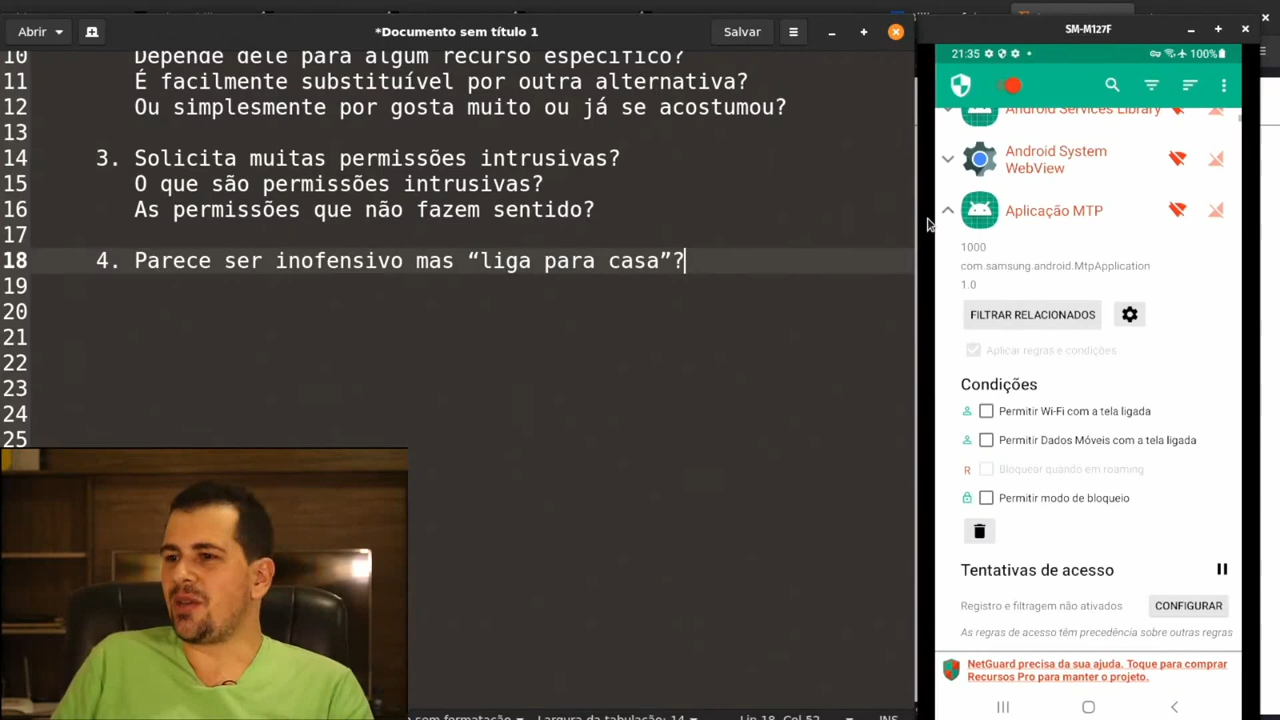 Abrir
*Documento sem título 1
Salvar
SM-M127F
10 Depende dele para algum recurso específico?
11 É facilmente substituível por outra alternativa?
12 Ou simplesmente por gosta muito ou já se acostumou?
13
14 3. Solicita muitas permissões intrusivas?
15 O que são permissões intrusivas?
16 As permissões que não fazem sentido?
17
18 4. Parece ser inofensivo mas “liga para casa”?
19
20
21
22
23
24
25
sem formatação
Largura da tabulação: 14
Lin 18, Col 52
INS
21:35
100%
Android Services Library
Android System
WebView
Aplicação MTP
1000
com.samsung.android.MtpApplication
1.0
FILTRAR RELACIONADOS
Aplicar regras e condições
Condições
Permitir Wi-Fi com a tela ligada
Permitir Dados Móveis com a tela ligada
R Bloquear quando em roaming
Permitir modo de bloqueio
Tentativas de acesso
Registro e filtragem não ativados
CONFIGURAR
As regras de acesso têm precedência sobre outras regras
NetGuard precisa da sua ajuda. Toque para comprar
Recursos Pro para manter o projeto.